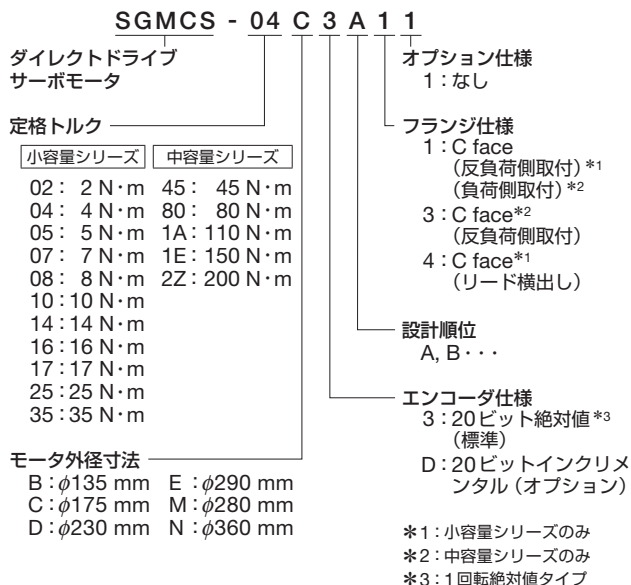 SGMCS - 04 C 3 A 1 1
ダイレクトドライブ
サーボモータ
定格トルク
小容量シリーズ 中容量シリーズ
02: 2 N・m 45: 45 N・m
04: 4 N・m 80: 80 N・m
05: 5 N・m 1A:110 N・m
07: 7 N・m 1E:150 N・m
08: 8 N・m 2Z:200 N・m
10:10 N・m
14:14 N・m
16:16 N・m
17:17 N・m
25:25 N・m
35:35 N・m
モータ外径寸法
B:φ135 mm E:φ290 mm
C:φ175 mm M:φ280 mm
D:φ230 mm N:φ360 mm
オプション仕様
1:なし
フランジ仕様
1:C face
(反負荷側取付)*1
(負荷側取付)*2
3:C face*2
(反負荷側取付)
4:C face*1
(リード横出し)
設計順位
A, B・・・
エンコーダ仕様
3:20ビット絶対値*3
(標準)
D:20ビットインクリメ
ンタル(オプション)
*1:小容量シリーズのみ
*2:中容量シリーズのみ
*3:1回転絶対値タイプ